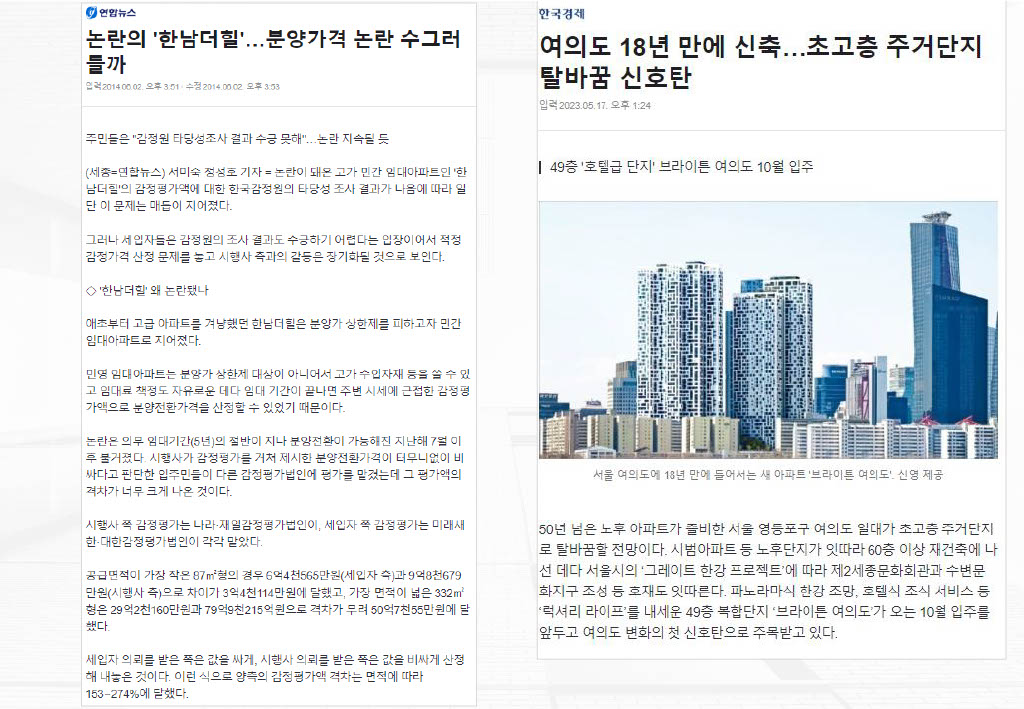 연합뉴스
논란의 '한남더힐'…분양가격 논란 수그러
들까
입력2014.06.02. 오후 3:51 · 수정2014.06.02. 오후 3:53
주민들은 "감정원 타당성조사 결과 수긍 못해"…논란 지속될 듯
(세종=연합뉴스) 서미숙 정성호 기자 = 논란이 돼온 고가 민간 임대아파트인 '한
남더힐'의 감정평가액에 대한 한국감정원의 타당성 조사 결과가 나옴에 따라 일
단 이 문제는 매듭이 지어졌다.
그러나 세입자들은 감정원의 조사 결과도 수긍하기 어렵다는 입장이어서 적정
감정가격 산정 문제를 놓고 시행사 측과의 갈등은 장기화될 것으로 보인다.
◇ '한남더힐' 왜 논란됐나
애초부터 고급 아파트를 겨냥했던 한남더힐은 분양가 상한제를 피하고자 민간
임대아파트로 지어졌다.
민영 임대아파트는 분양가 상한제 대상이 아니어서 고가 수입자재 등을 쓸 수 있
고 임대료 책정도 자유로운 데다 임대 기간이 끝나면 주변 시세에 근접한 감정평
가액으로 분양전환가격을 산정할 수 있었기 때문이다.
논란은 의무 임대기간(5년)의 절반이 지나 분양전환이 가능해진 지난해 7월 이
후 불거졌다. 시행사가 감정평가를 거쳐 제시한 분양전환가격이 터무니없이 비
싸다고 판단한 입주민들이 다른 감정평가법인에 평가를 맡겼는데 그 평가액의
격차가 너무 크게 나온 것이다.
시행사 쪽 감정평가는 나라·제일감정평가법인이, 세입자 쪽 감정평가는 미래새
한·대한감정평가법인이 각각 맡았다.
공급면적이 가장 작은 87㎡형의 경우 6억4천565만원(세입자 측)과 9억8천679
만원(시행사 측)으로 차이가 3억4천114만원에 달했고, 가장 면적이 넓은 332㎡
형은 29억2천160만원과 79억9천215억원으로 격차가 무려 50억7천55만원에 달
했다.
세입자 의뢰를 받은 쪽은 값을 싸게, 시행사 의뢰를 받은 쪽은 값을 비싸게 산정
해 내놓은 것이다. 이런 식으로 양측의 감정평가액 격차는 면적에 따라
153~274%에 달했다.
한국경제
여의도 18년 만에 신축…초고층 주거단지
탈바꿈 신호탄
입력2023.05.17. 오후 1:24
49층 '호텔급 단지' 브라이튼 여의도 10월 입주
서울 여의도에 18년 만에 들어서는 새 아파트 '브라이튼 여의도'. 신영 제공
50년 넘은 노후 아파트가 즐비한 서울 영등포구 여의도 일대가 초고층 주거단지
로 탈바꿈할 전망이다. 시범아파트 등 노후단지가 잇따라 60층 이상 재건축에 나
선 데다 서울시의 '그레이트 한강 프로젝트'에 따라 제2세종문화회관과 수변문
화지구 조성 등 호재도 잇따른다. 파노라마식 한강 조망, 호텔식 조식 서비스 등
'럭셔리 라이프'를 내세운 49층 복합단지 '브라이튼 여의도'가 오는 10월 입주를
앞두고 여의도 변화의 첫 신호탄으로 주목받고 있다.